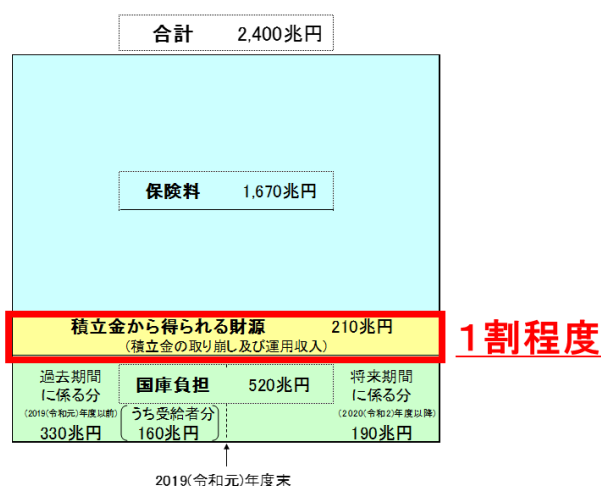 合計 2,400兆円
保険料 1,670兆円
積立金から得られる財源 210兆円
(積立金の取り崩し及び運用収入)
1割程度
過去期間
に係る分
(2019(令和元)年度以前)
330兆円
国庫負担 520兆円
うち受給者分
160兆円
将来期間
に係る分
(2020(令和2)年度以降)
190兆円
2019(令和元)年度末